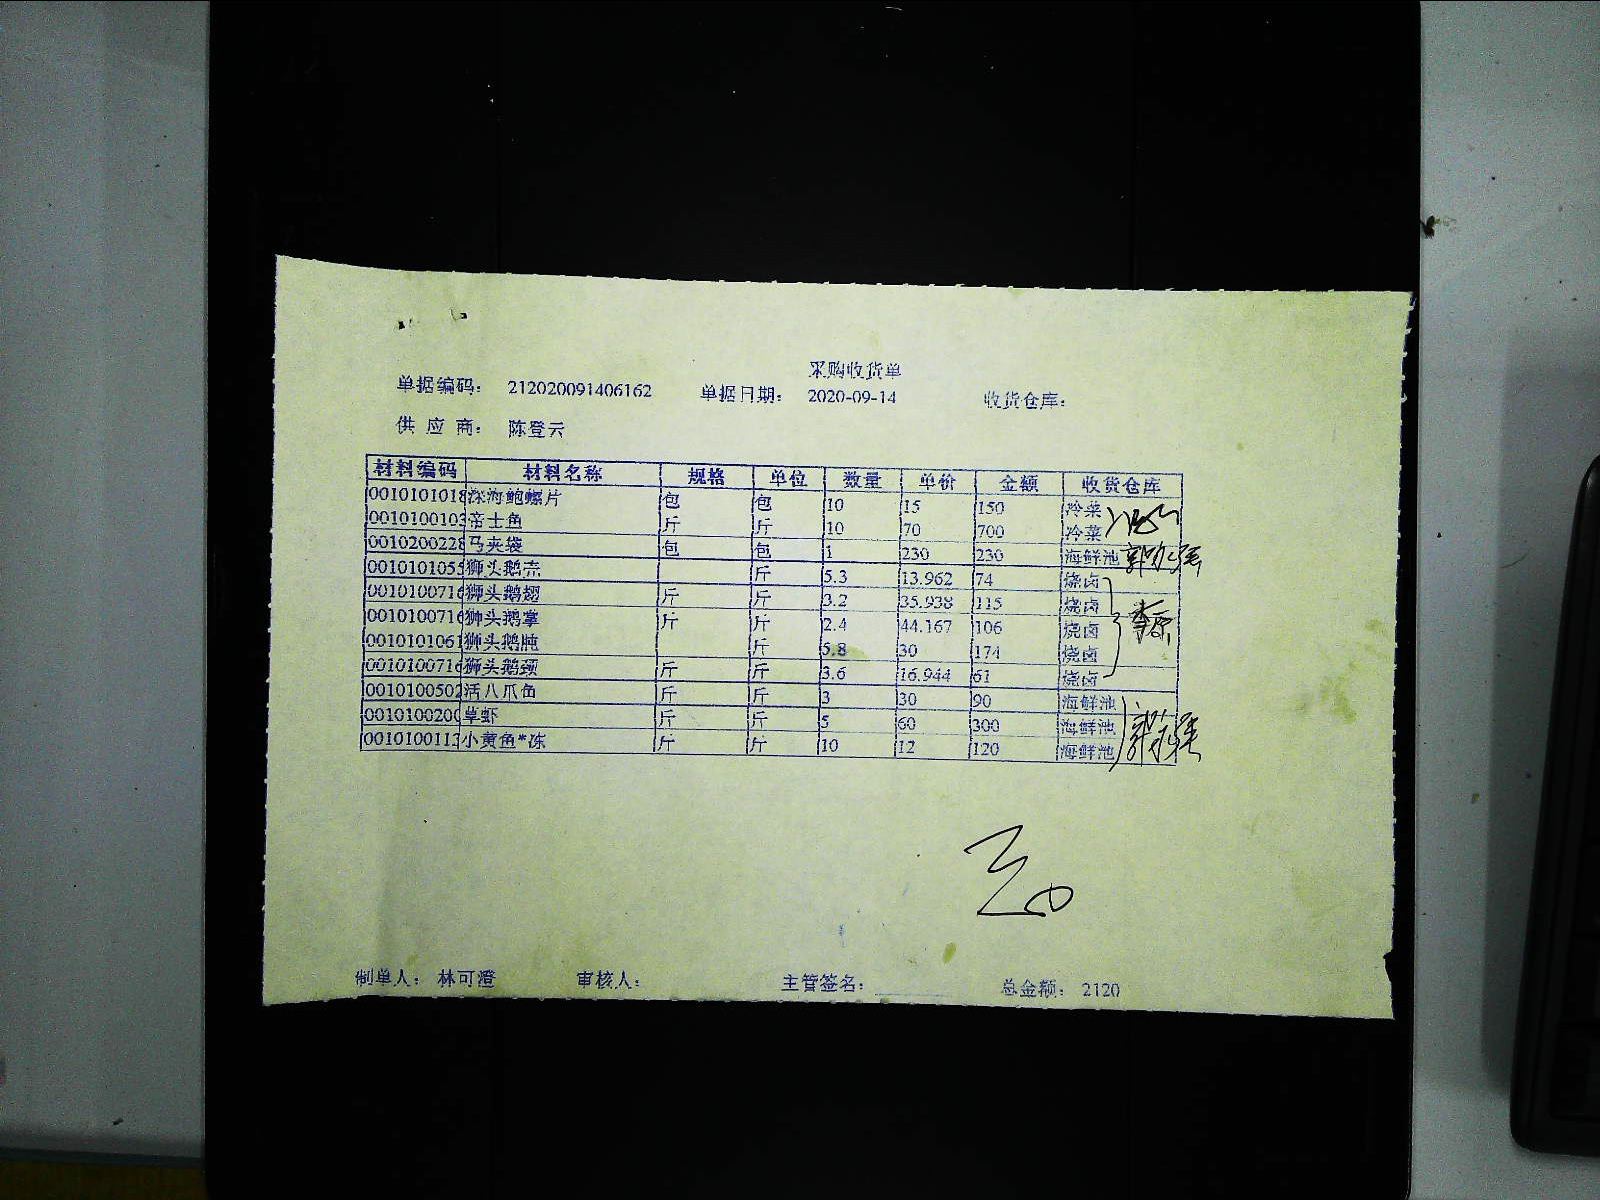 采购收货单
单据编码： 212020091406162 单据日期： 2020-09-14 收货仓库：
供 应 商： 陈登云
材料编码 材料名称 规格 单位 数量 单价 金额 收货仓库
0010101018 深海鲍螺片 包 包 10 15 150 冷菜
0010100103 帝士鱼 斤 斤 10 70 700 冷菜
0010200228 马夹袋 包 包 1 230 230 海鲜池
0010101055 狮头鹅壳 斤 5.3 13.962 74 烧卤
0010100716 狮头鹅翅 斤 斤 3.2 35.938 115 烧卤
0010100716 狮头鹅掌 斤 斤 2.4 44.167 106 烧卤
0010101061 狮头鹅肫 斤 5.8 30 174 烧卤
0010100716 狮头鹅颈 斤 斤 3.6 16.944 61 烧卤
0010100502 活八爪鱼 斤 斤 3 30 90 海鲜池
0010100200 草虾 斤 斤 5 60 300 海鲜池
0010100113 小黄鱼*冻 斤 斤 10 12 120 海鲜池
制单人： 林可澄 审核人： 主管签名： 总金额： 2120